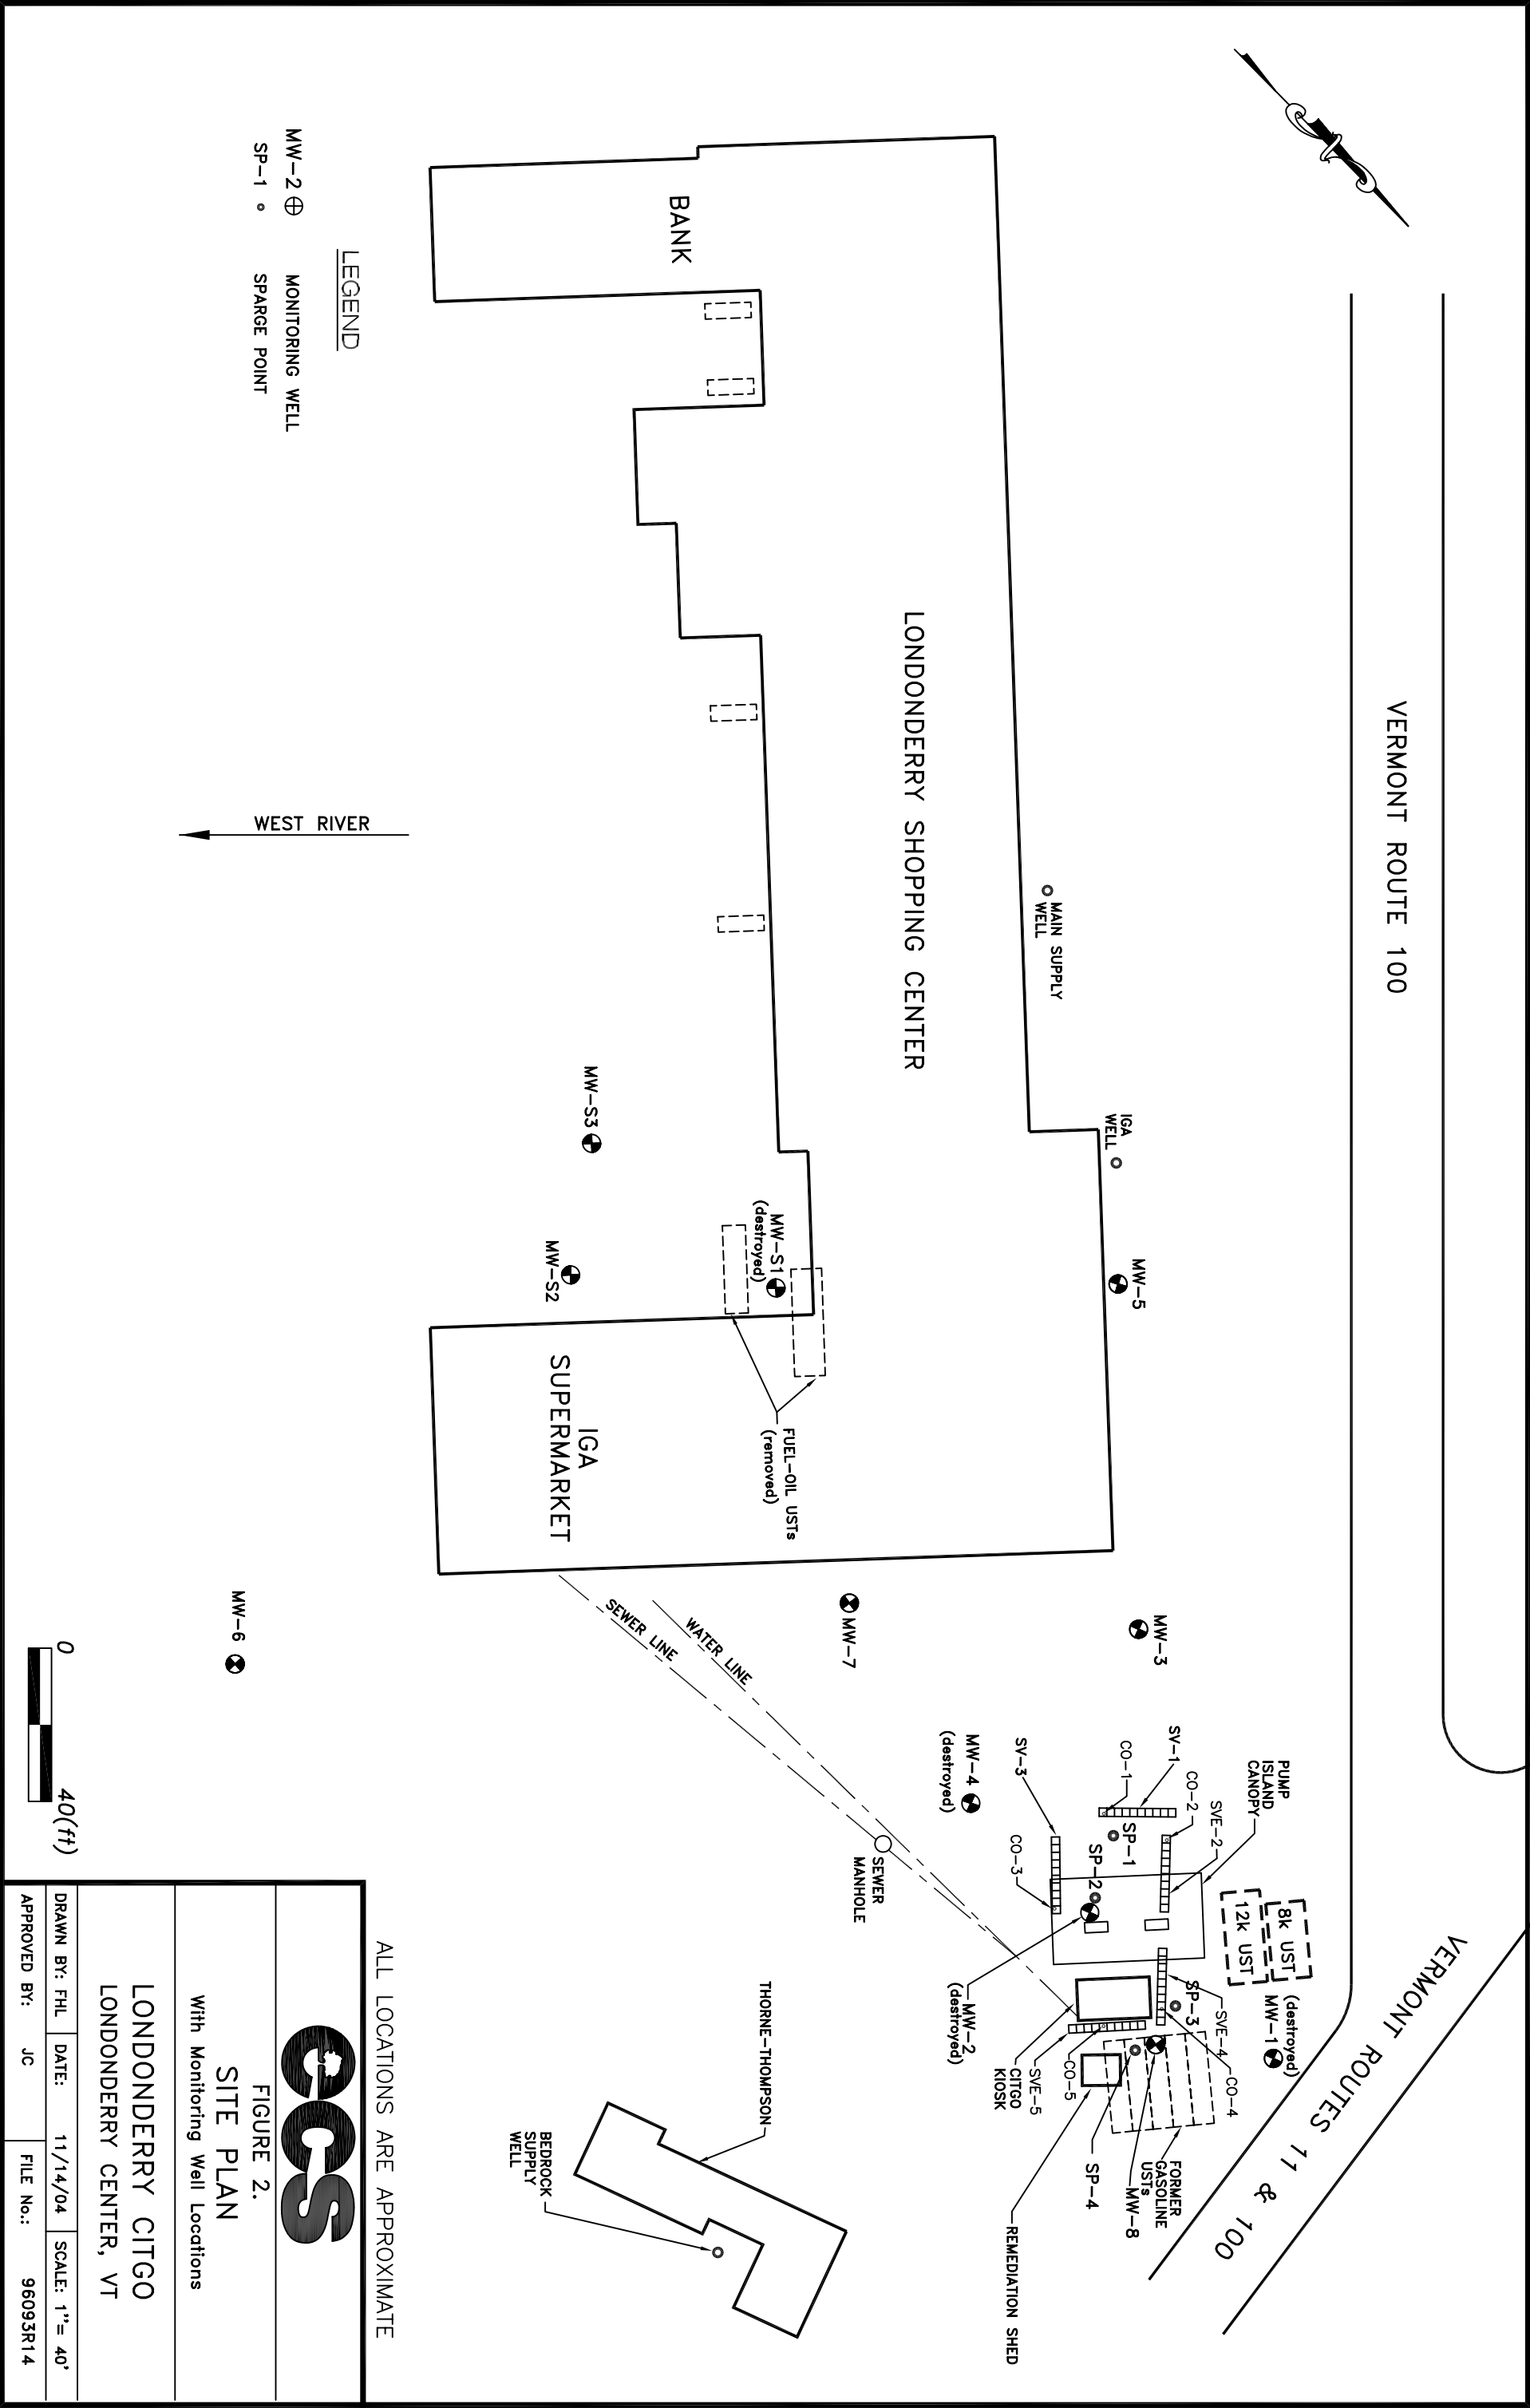 VERMONT ROUTE 100
VERMONT ROUTES 11 & 100
LONDONDERRY SHOPPING CENTER
BANK
MAIN SUPPLY
WELL
IGA
WELL
MW-5
MW-3
MW-S3
MW-S2
MW-S1
(destroyed)
FUEL-OIL USTs
(removed)
IGA
SUPERMARKET
MW-7
MW-6
WATER LINE
SEWER LINE
SEWER
MANHOLE
MW-4
(destroyed)
SV-3
CO-3
SV-1
CO-1
CO-2
SVE-2
SP-1
SP-2
PUMP
ISLAND
CANOPY
8k UST
12k UST
(destroyed)
MW-1
SP-3
SVE-4
CO-4
MW-2
(destroyed)
CITGO
KIOSK
SVE-5
CO-5
FORMER
GASOLINE
USTs
MW-8
SP-4
REMEDIATION SHED
THORNE-THOMPSON
BEDROCK
SUPPLY
WELL
WEST RIVER
LEGEND
MW-2 MONITORING WELL
SP-1 SPARGE POINT
0 40(ft)
ALL LOCATIONS ARE APPROXIMATE
GCS
FIGURE 2.
SITE PLAN
With Monitoring Well Locations
LONDONDERRY CITGO
LONDONDERRY CENTER, VT
DRAWN BY: FHL DATE: 11/14/04 SCALE: 1"= 40'
APPROVED BY: JC FILE No.: 96093R14